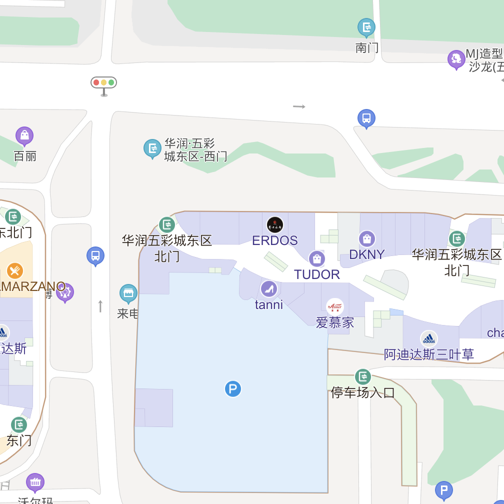 南门
MJ造型
沙龙(五
百丽
华润·五彩
城东区-西门
东北门
华润五彩城东区
北门
ERDOS
DKNY
华润五彩城东区
北门
TUDOR
MARZANO
tanni
来电
爱慕家
cha
达斯
阿迪达斯三叶草
P
停车场入口
东门
沃尔玛
P